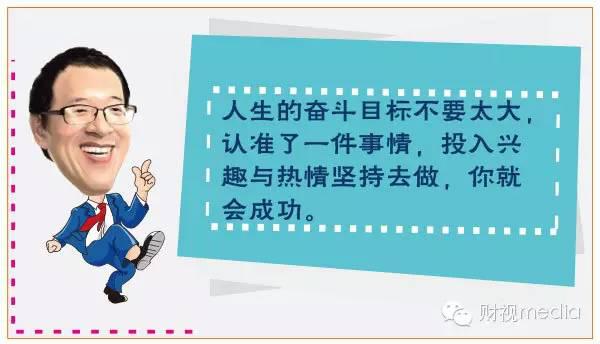 人生的奋斗目标不要太大，
认准了一件事情，投入兴
趣与热情坚持去做，你就
会成功。
财视media